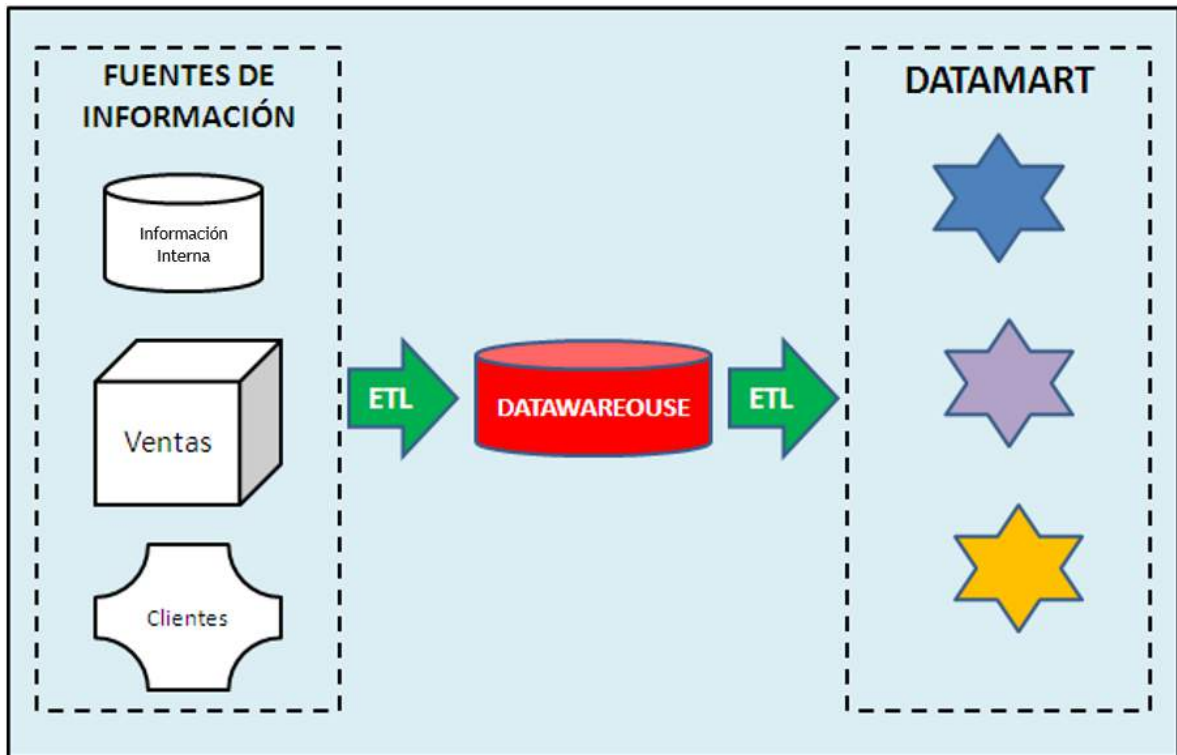 FUENTES DE
INFORMACIÓN
Información
Interna
Ventas
Clientes
ETL
DATAWAREOUSE
ETL
DATAMART